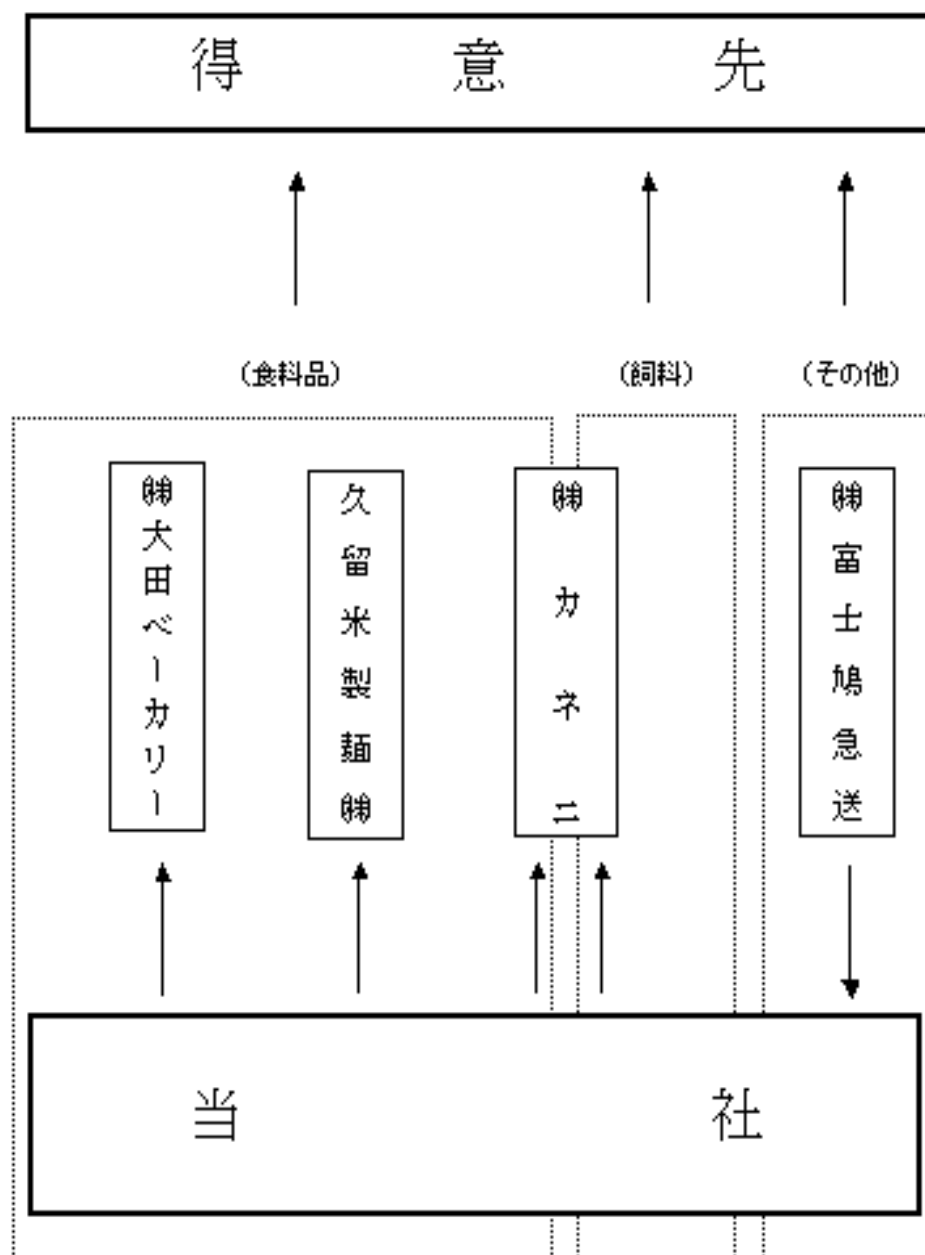 得意先
（食料品）
（飼料）
（その他）
㈱大田ベーカリー
久留米製麺㈱
㈱カネニ
㈱富士鳩急送
当社